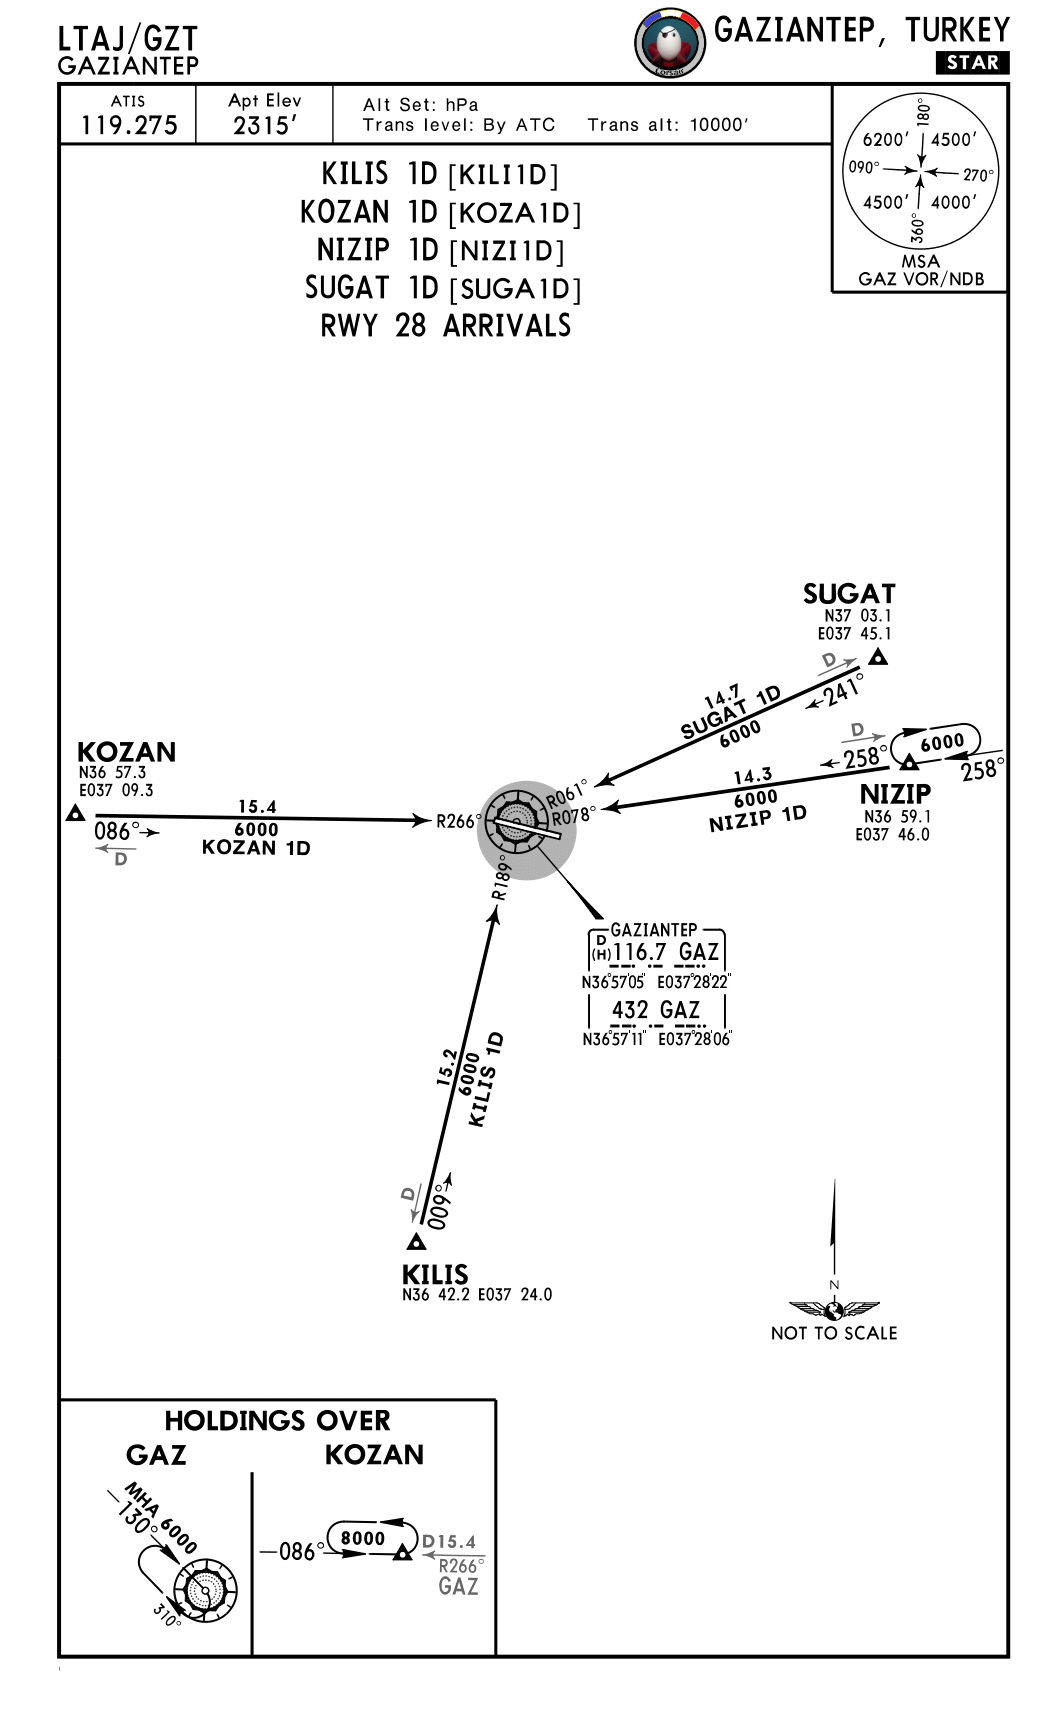 LTAJ/GZT
GAZIANTEP
Corsair
GAZIANTEP, TURKEY
STAR
ATIS
119.275
Apt Elev
2315'
Alt Set: hPa
Trans level: By ATC Trans alt: 10000'
180°
6200' 4500'
090° 270°
4500' 4000'
360°
MSA
GAZ VOR/NDB
KILIS 1D [KILI1D]
KOZAN 1D [KOZA1D]
NIZIP 1D [NIZI1D]
SUGAT 1D [SUGA1D]
RWY 28 ARRIVALS
SUGAT
N37 03.1
E037 45.1
D
241°
14.7
SUGAT 1D
6000
R061°
D
258°
6000
258°
14.3
6000
NIZIP 1D
R078°
NIZIP
N36 59.1
E037 46.0
KOZAN
N36 57.3
E037 09.3
086°
D
15.4
6000
KOZAN 1D
R266°
R189°
GAZIANTEP
D
(H) 116.7 GAZ
N36°57'05" E037°28'22"
432 GAZ
N36°57'11" E037°28'06"
15.2
6000
KILIS 1D
D
009°
KILIS
N36 42.2 E037 24.0
N
NOT TO SCALE
HOLDINGS OVER
GAZ
MHA 6000
130°
310°
KOZAN
086°
8000
D15.4
R266°
GAZ